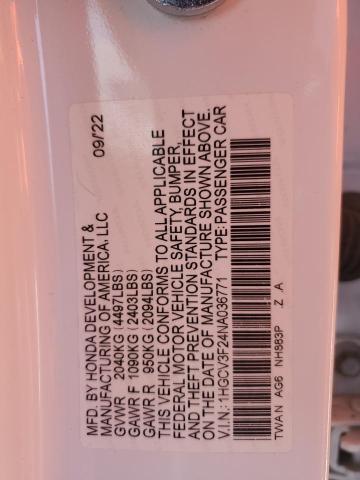 MFD. BY HONDA DEVELOPMENT &
MANUFACTURING OF AMERICA, LLC 09/22
GVWR 2040KG (4497LBS)
GAWR F 1090KG (2403LBS)
GAWR R 950KG (2094LBS)
THIS VEHICLE CONFORMS TO ALL APPLICABLE
FEDERAL MOTOR VEHICLE SAFETY, BUMPER,
AND THEFT PREVENTION STANDARDS IN EFFECT
ON THE DATE OF MANUFACTURE SHOWN ABOVE.
V.I.N.: 1HGCV3F24NA036771 TYPE: PASSENGER CAR
TWAN AG6 NH883P Z A